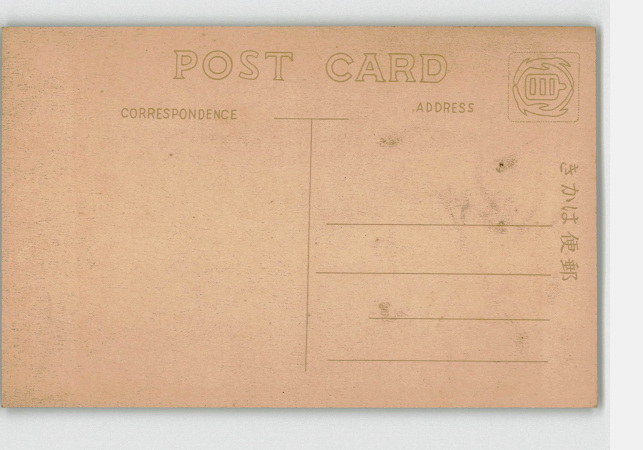 POST CARD
CORRESPONDENCE
ADDRESS
きかは便郵